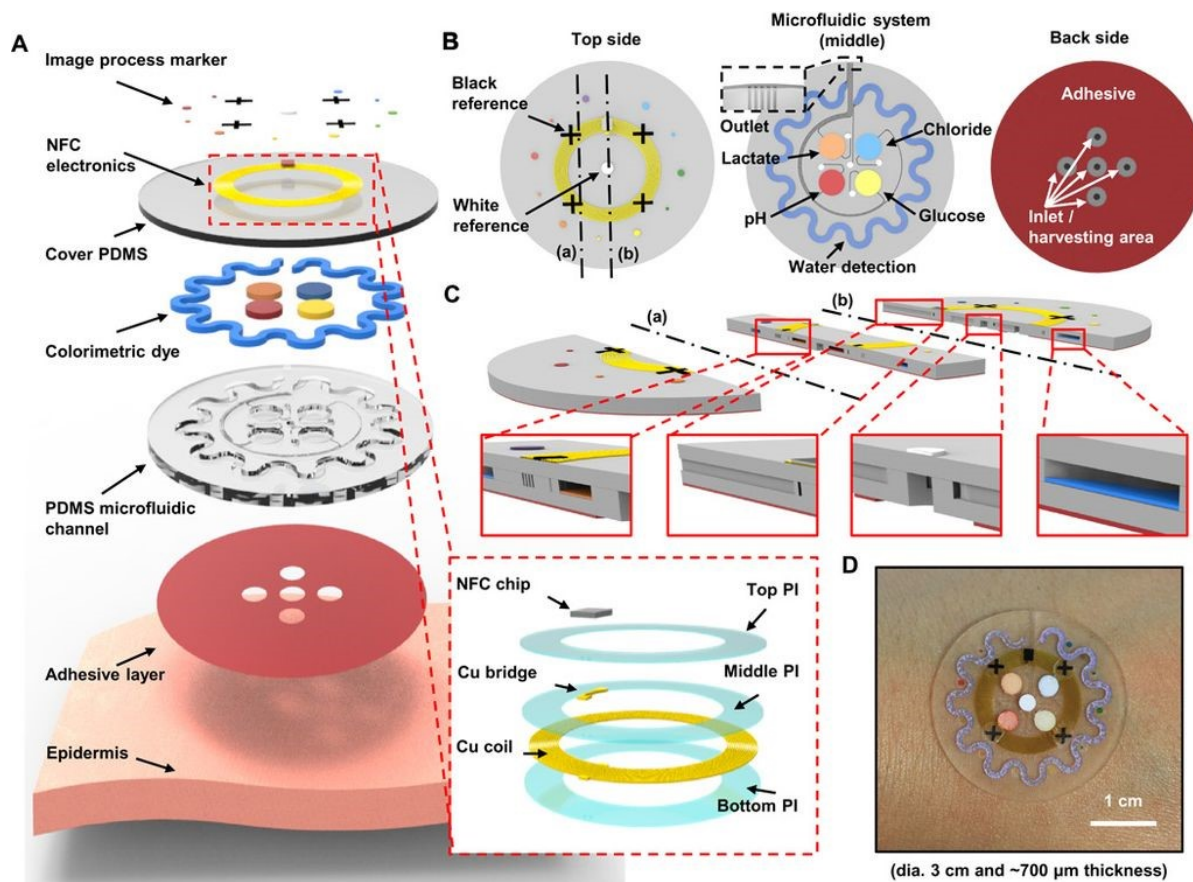 A
Image process marker
NFC
electronics
Cover PDMS
Colorimetric dye
PDMS microfluidic
channel
Adhesive layer
Epidermis
NFC chip
Top PI
Cu bridge
Middle PI
Cu coil
Bottom PI
B
Top side
Black
reference
White
reference
(a)
(b)
Microfluidic system
(middle)
Outlet
Lactate
Chloride
pH
Glucose
Water detection
Back side
Adhesive
Inlet /
harvesting area
C
(a)
(b)
D
1 cm
(dia. 3 cm and ~700 µm thickness)